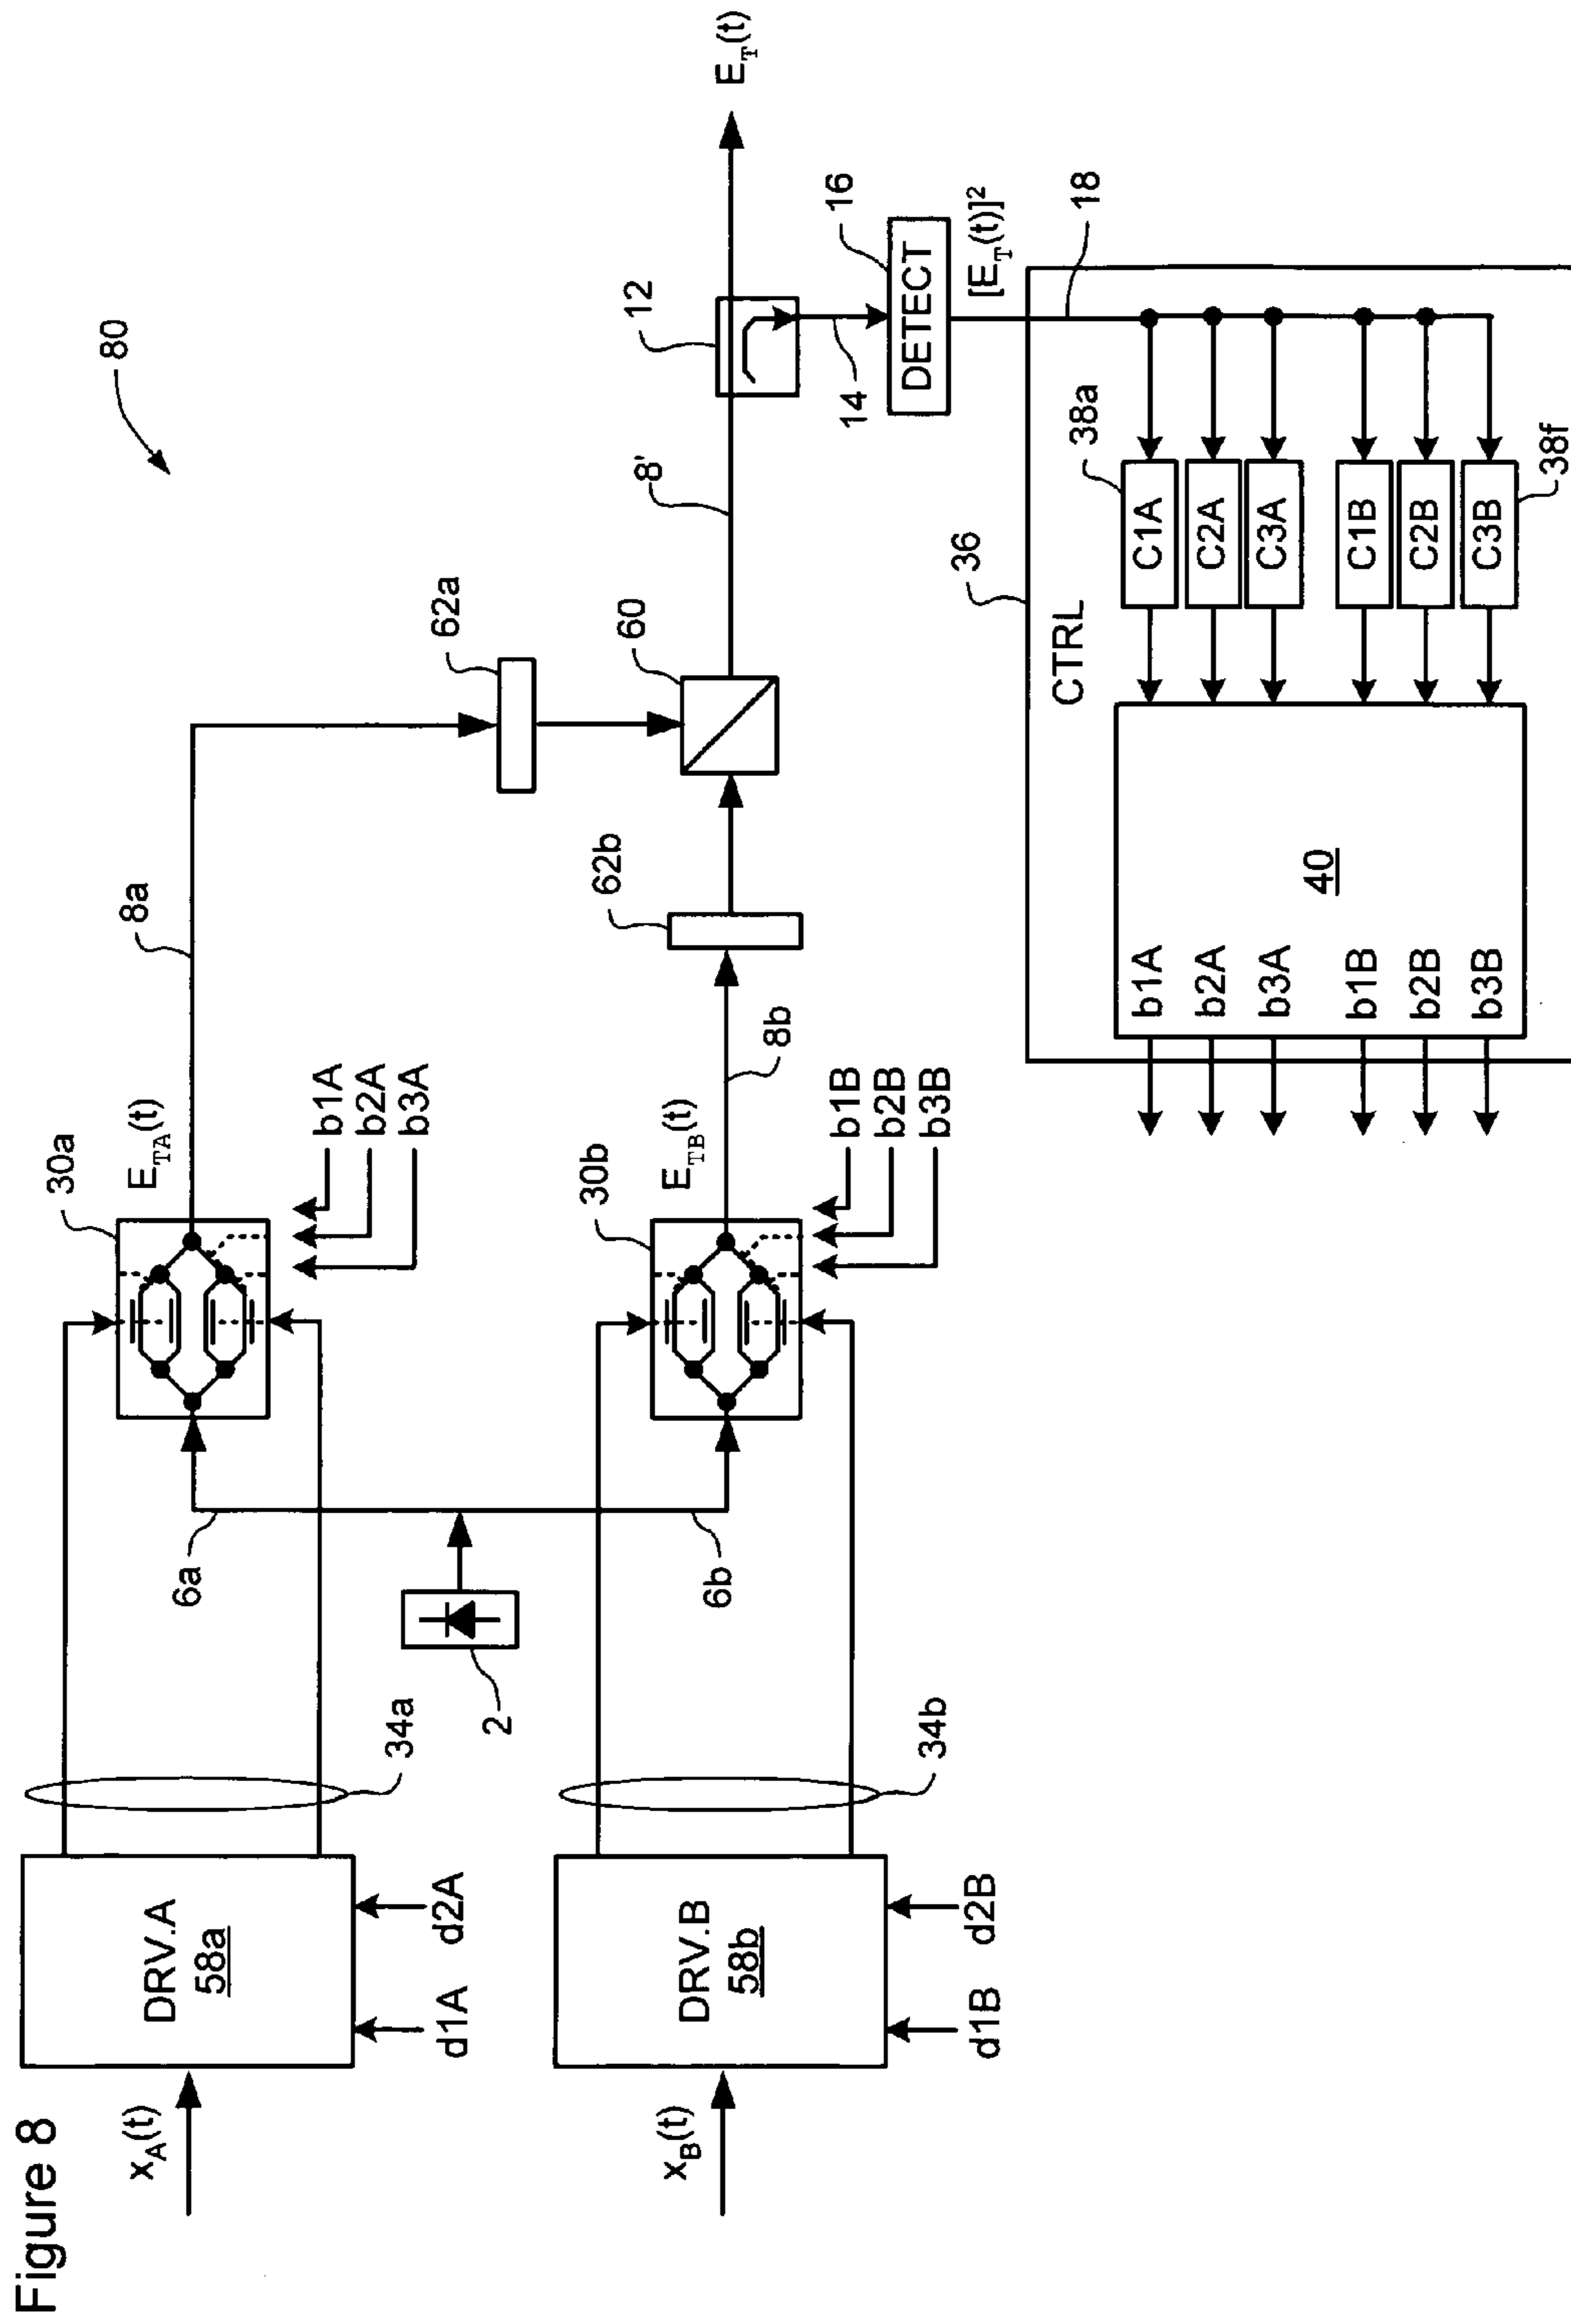 Figure 8
80
x_A(t)
DRV.A
58a
d1A
d2A
34a
6a
30a
E_TA(t)
b1A
b2A
b3A
8a
62a
2
x_B(t)
DRV.B
58b
d1B
d2B
34b
6b
30b
E_TB(t)
b1B
b2B
b3B
8b
62b
60
8'
12
E_T(t)
14
16
DETECT
[E_T(t)]²
18
36
CTRL
38a
b1A
b2A
b3A
b1B
b2B
b3B
40
C1A
C2A
C3A
C1B
C2B
C3B
38f